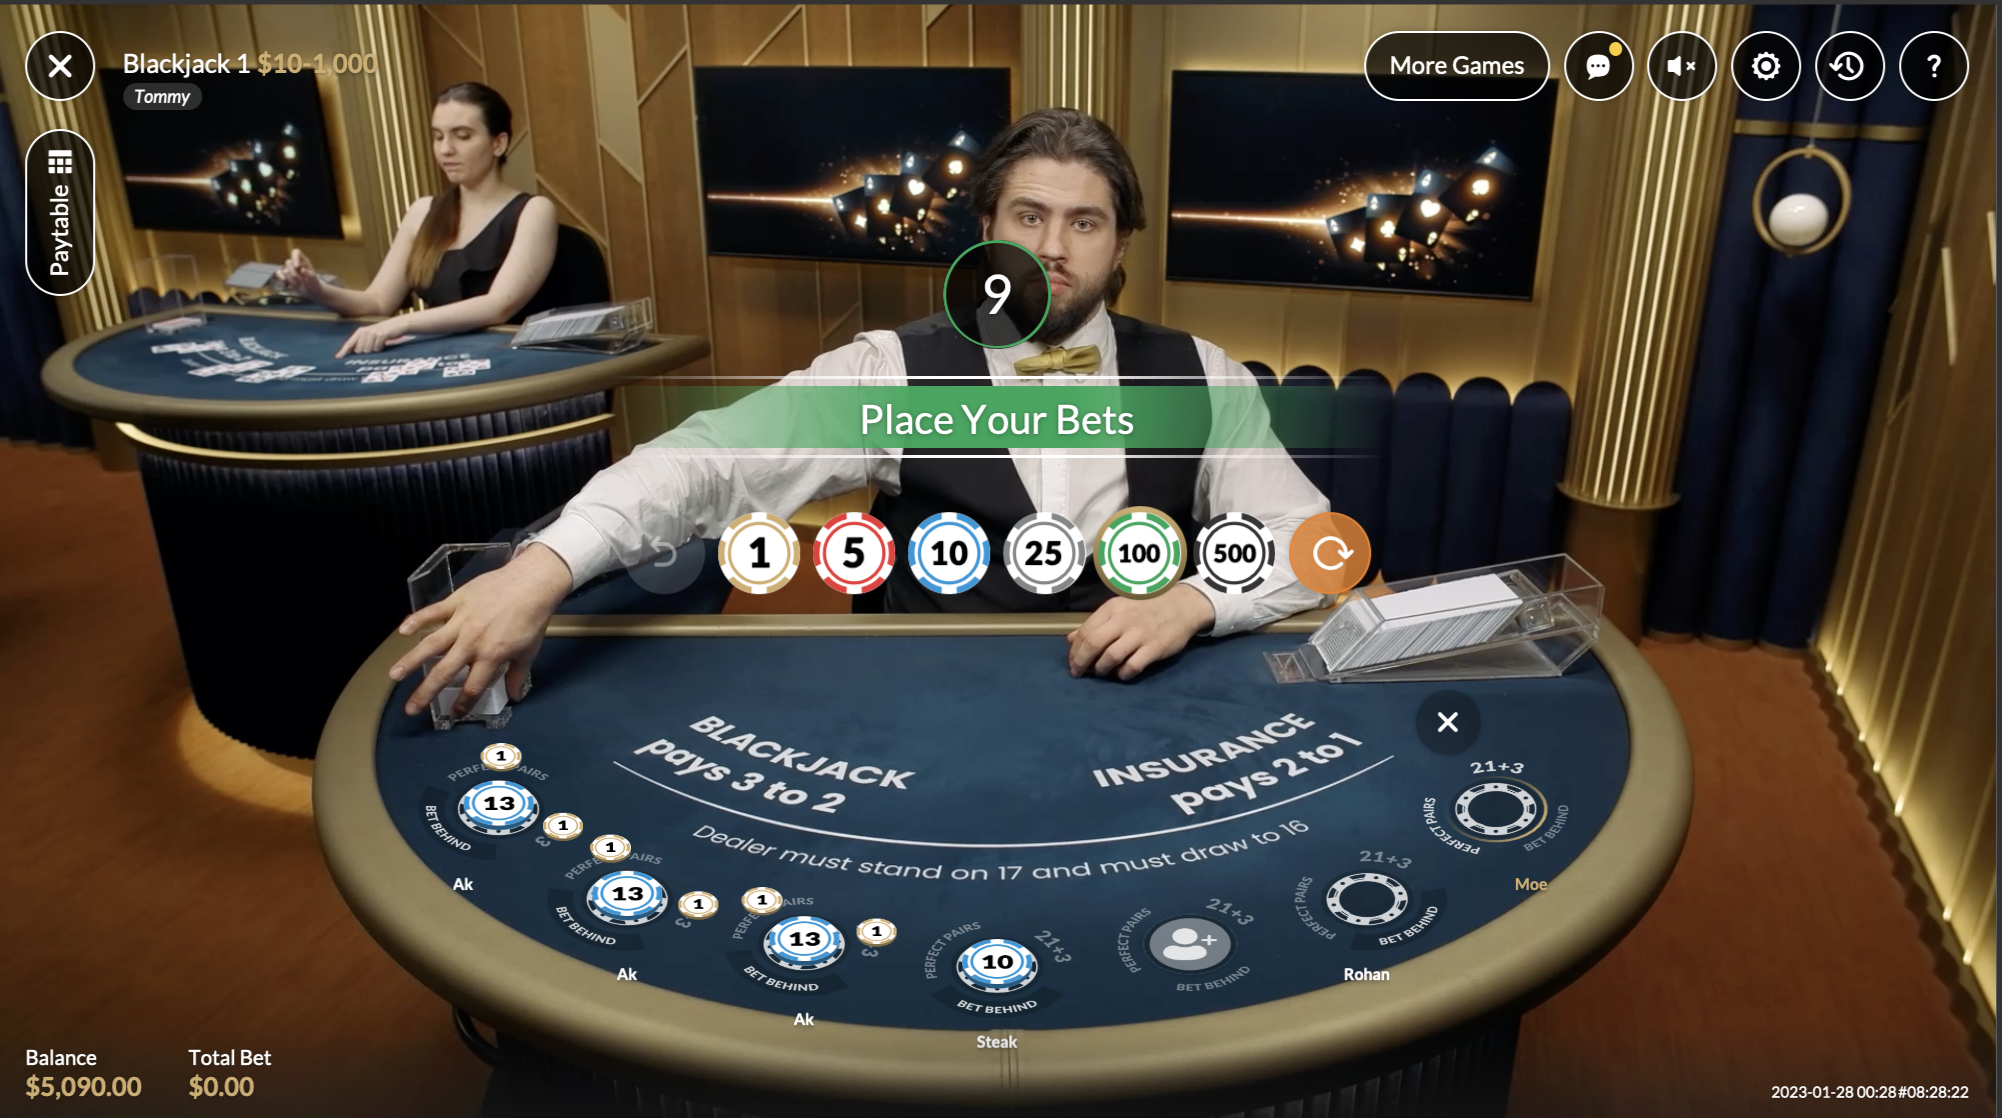 Blackjack 1 $10-1,000
Tommy
More Games
?
Paytable
9
Place Your Bets
1
5
10
25
100
500
BLACKJACK
pays 3 to 2
INSURANCE
pays 2 to 1
Dealer must stand on 17 and must draw to 16
1
13
1
BET BEHIND
Ak
1
13
1
BET BEHIND
Ak
1
13
1
BET BEHIND
Ak
PERFECT PAIRS
21+3
10
BET BEHIND
Steak
PERFECT PAIRS
21+3
BET BEHIND
PERFECT PAIRS
21+3
BET BEHIND
Rohan
21+3
PERFECT PAIRS
BET BEHIND
Moe
Balance
$5,090.00
Total Bet
$0.00
2023-01-28 00:28#08:28:22